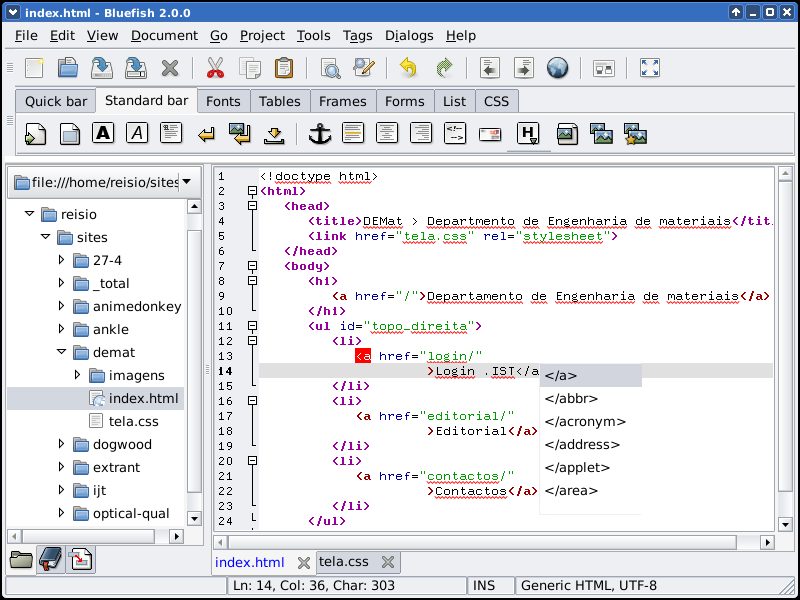 index.html - Bluefish 2.0.0
File Edit View Document Go Project Tools Tags Dialogs Help
Quick bar Standard bar Fonts Tables Frames Forms List CSS
A A H
file:///home/reisio/sites
reisio
sites
27-4
_total
animedonkey
ankle
demat
imagens
index.html
tela.css
dogwood
extrant
ijt
optical-qual
1 <!doctype html>
2 <html>
3 <head>
4 <title>DEMat > Departmento de Engenharia de materiais</tit
5 <link href="tela.css" rel="stylesheet">
6 </head>
7 <body>
8 <h1>
9 <a href="/">Departamento de Engenharia de materiais</a>
10 </h1>
11 <ul id="topo_direita">
12 <li>
13 <a href="login/"
14 >Login .IST</a
15 </li>
16 <li>
17 <a href="editorial/"
18 >Editorial</a>
19 </li>
20 <li>
21 <a href="contactos/"
22 >Contactos</a>
23 </li>
24 </ul>
</a>
</abbr>
</acronym>
</address>
</applet>
</area>
index.html tela.css
Ln: 14, Col: 36, Char: 303 INS Generic HTML, UTF-8